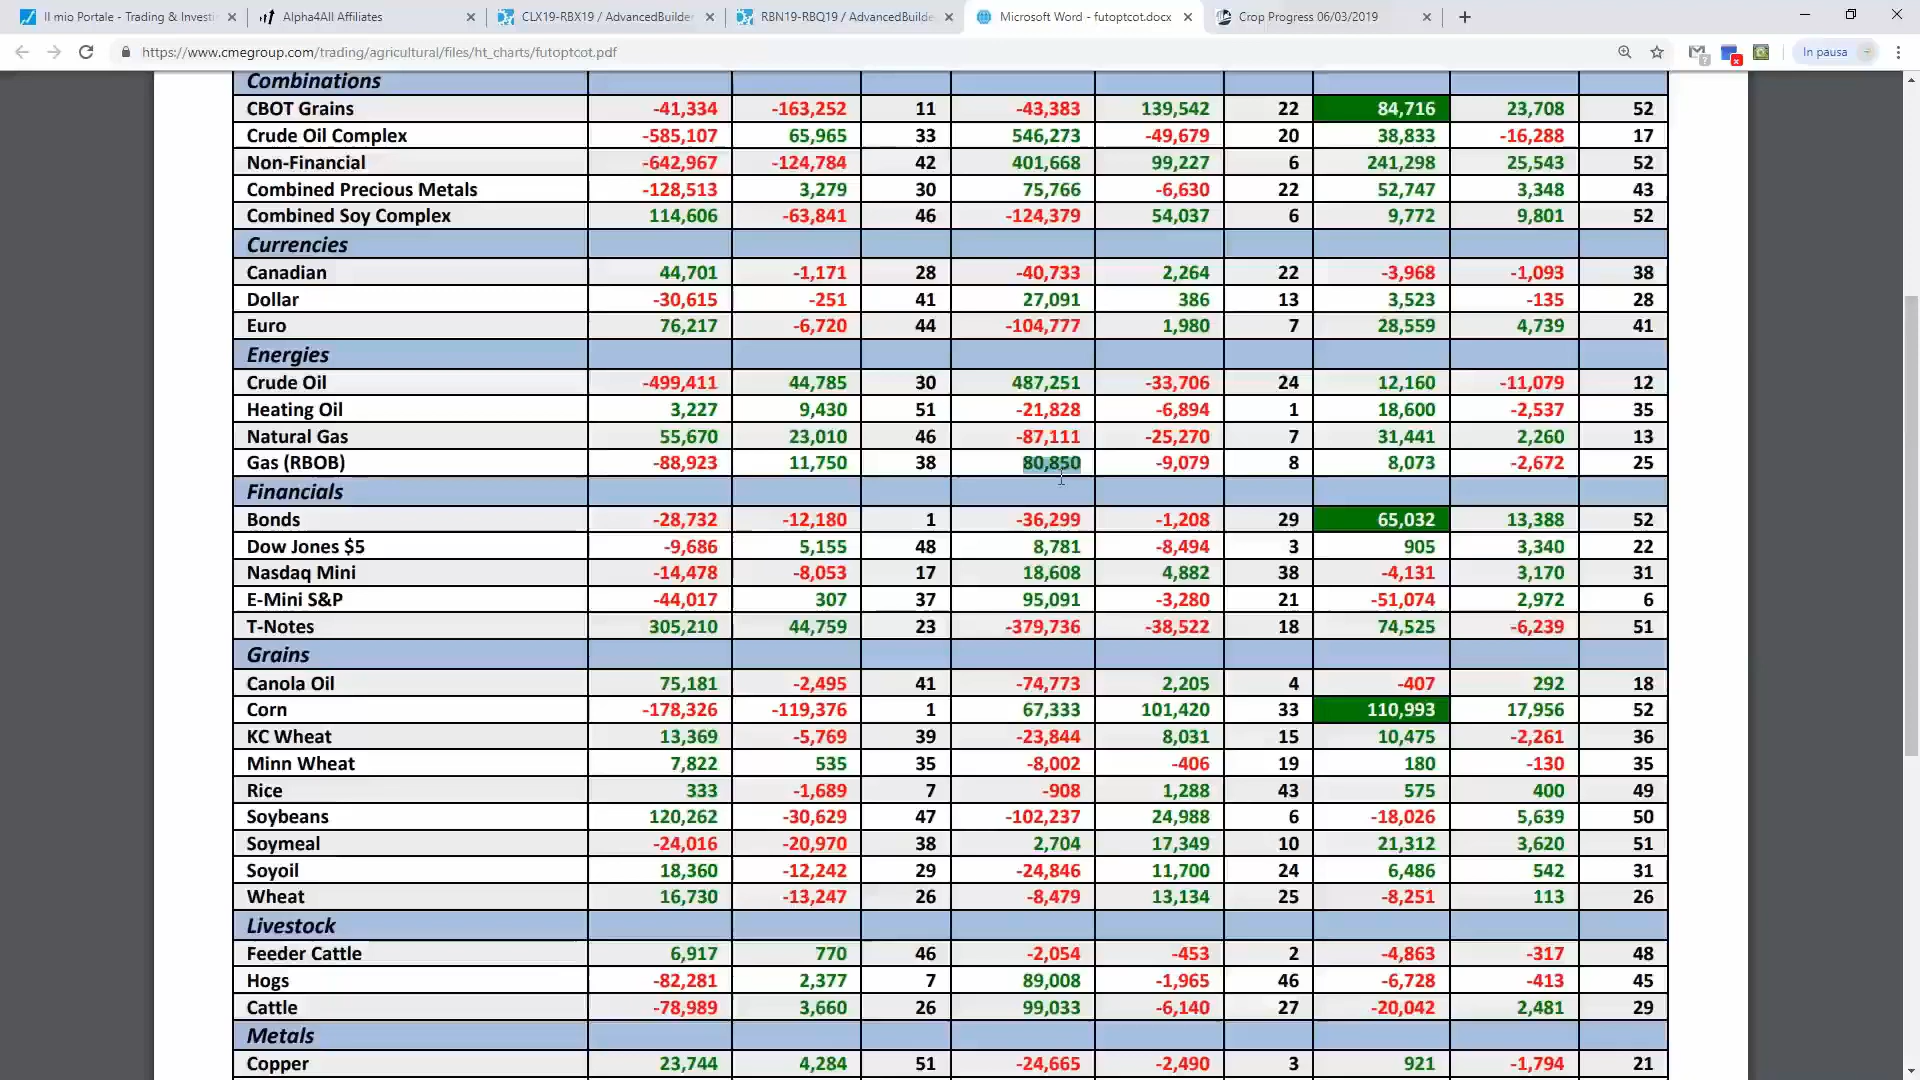 Il mio Portale - Trading & Investi
Alpha4All Affiliates
CLX19-RBX19 / AdvancedBuilder
RBN19-RBQ19 / AdvancedBuilde
Microsoft Word - futoptcot.docx
Crop Progress 06/03/2019
https://www.cmegroup.com/trading/agricultural/files/ht_charts/futoptcot.pdf
In pausa
Combinations
CBOT Grains -41,334 -163,252 11 -43,383 139,542 22 84,716 23,708 52
Crude Oil Complex -585,107 65,965 33 546,273 -49,679 20 38,833 -16,288 17
Non-Financial -642,967 -124,784 42 401,668 99,227 6 241,298 25,543 52
Combined Precious Metals -128,513 3,279 30 75,766 -6,630 22 52,747 3,348 43
Combined Soy Complex 114,606 -63,841 46 -124,379 54,037 6 9,772 9,801 52
Currencies
Canadian 44,701 -1,171 28 -40,733 2,264 22 -3,968 -1,093 38
Dollar -30,615 -251 41 27,091 386 13 3,523 -135 28
Euro 76,217 -6,720 44 -104,777 1,980 7 28,559 4,739 41
Energies
Crude Oil -499,411 44,785 30 487,251 -33,706 24 12,160 -11,079 12
Heating Oil 3,227 9,430 51 -21,828 -6,894 1 18,600 -2,537 35
Natural Gas 55,670 23,010 46 -87,111 -25,270 7 31,441 2,260 13
Gas (RBOB) -88,923 11,750 38 80,850 -9,079 8 8,073 -2,672 25
Financials
Bonds -28,732 -12,180 1 -36,299 -1,208 29 65,032 13,388 52
Dow Jones $5 -9,686 5,155 48 8,781 -8,494 3 905 3,340 22
Nasdaq Mini -14,478 -8,053 17 18,608 4,882 38 -4,131 3,170 31
E-Mini S&P -44,017 307 37 95,091 -3,280 21 -51,074 2,972 6
T-Notes 305,210 44,759 23 -379,736 -38,522 18 74,525 -6,239 51
Grains
Canola Oil 75,181 -2,495 41 -74,773 2,205 4 -407 292 18
Corn -178,326 -119,376 1 67,333 101,420 33 110,993 17,956 52
KC Wheat 13,369 -5,769 39 -23,844 8,031 15 10,475 -2,261 36
Minn Wheat 7,822 535 35 -8,002 -406 19 180 -130 35
Rice 333 -1,689 7 -908 1,288 43 575 400 49
Soybeans 120,262 -30,629 47 -102,237 24,988 6 -18,026 5,639 50
Soymeal -24,016 -20,970 38 2,704 17,349 10 21,312 3,620 51
Soyoil 18,360 -12,242 29 -24,846 11,700 24 6,486 542 31
Wheat 16,730 -13,247 26 -8,479 13,134 25 -8,251 113 26
Livestock
Feeder Cattle 6,917 770 46 -2,054 -453 2 -4,863 -317 48
Hogs -82,281 2,377 7 89,008 -1,965 46 -6,728 -413 45
Cattle -78,989 3,660 26 99,033 -6,140 27 -20,042 2,481 29
Metals
Copper 23,744 4,284 51 -24,665 -2,490 3 921 -1,794 21